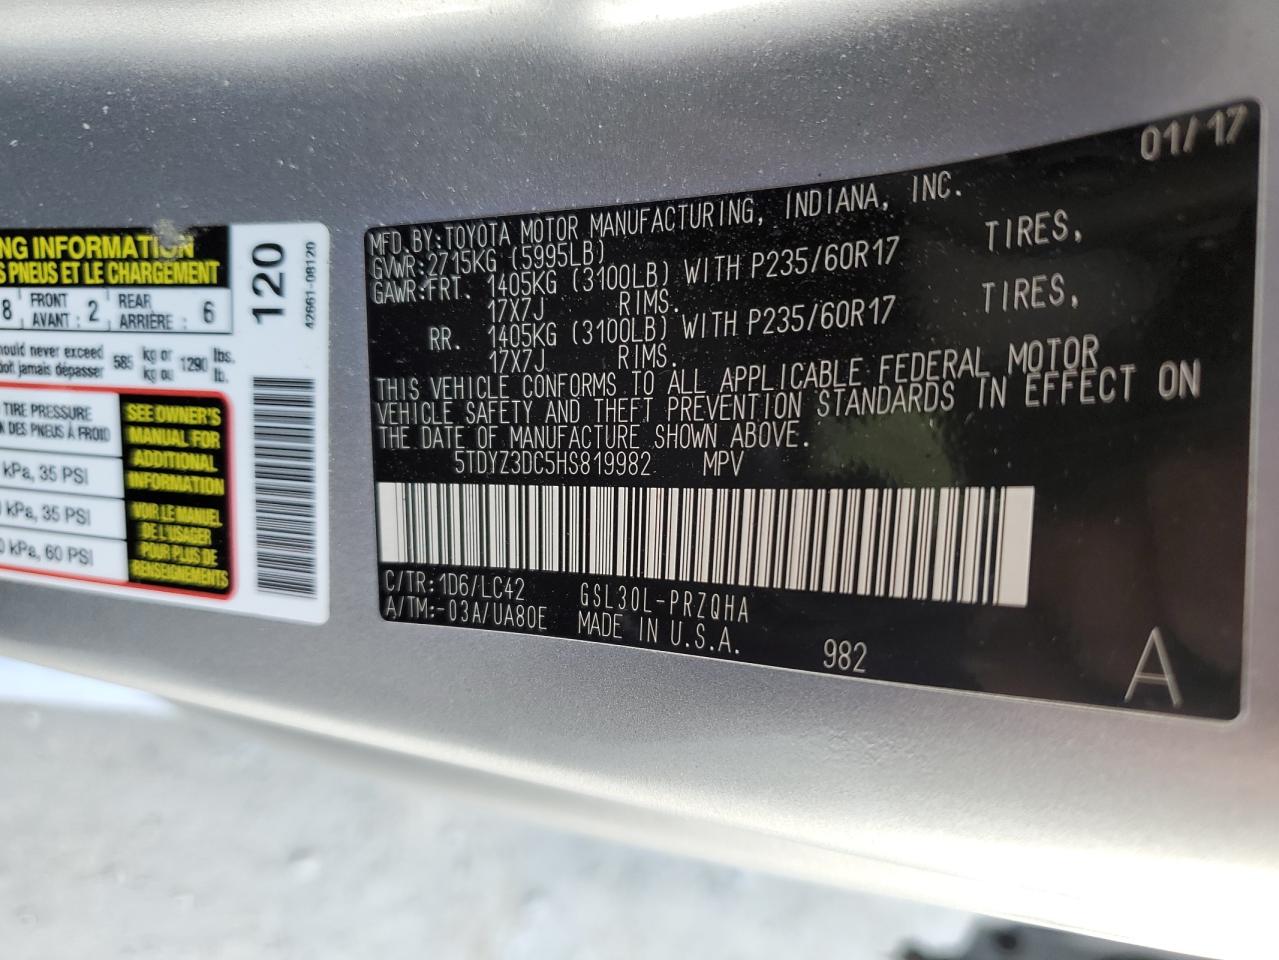 NG INFORMATION
S PNEUS ET LE CHARGEMENT
8 FRONT AVANT : 2 REAR ARRIÈRE : 6
should never exceed 585 kg or 1290 lbs.
doit jamais dépasser kg ou lb.
TIRE PRESSURE
DES PNEUS À FROID
kPa, 35 PSI
kPa, 35 PSI
0 kPa, 60 PSI
SEE OWNER'S
MANUAL FOR
ADDITIONAL
INFORMATION
VOIR LE MANUEL
DE L'USAGER
POUR PLUS DE
RENSEIGNEMENTS
120
42661-08120
01/17
MFD. BY: TOYOTA MOTOR MANUFACTURING, INDIANA, INC.
GVWR: 2715KG (5995LB)
GAWR: FRT. 1405KG (3100LB) WITH P235/60R17 TIRES,
17X7J RIMS.
RR. 1405KG (3100LB) WITH P235/60R17 TIRES,
17X7J RIMS.
THIS VEHICLE CONFORMS TO ALL APPLICABLE FEDERAL MOTOR
VEHICLE SAFETY AND THEFT PREVENTION STANDARDS IN EFFECT ON
THE DATE OF MANUFACTURE SHOWN ABOVE.
5TDYZ3DC5HS819982 MPV
C/TR: 1D6/LC42 GSL30L-PRZQHA
A/TM: -03A/UA80E MADE IN U.S.A.
982
A